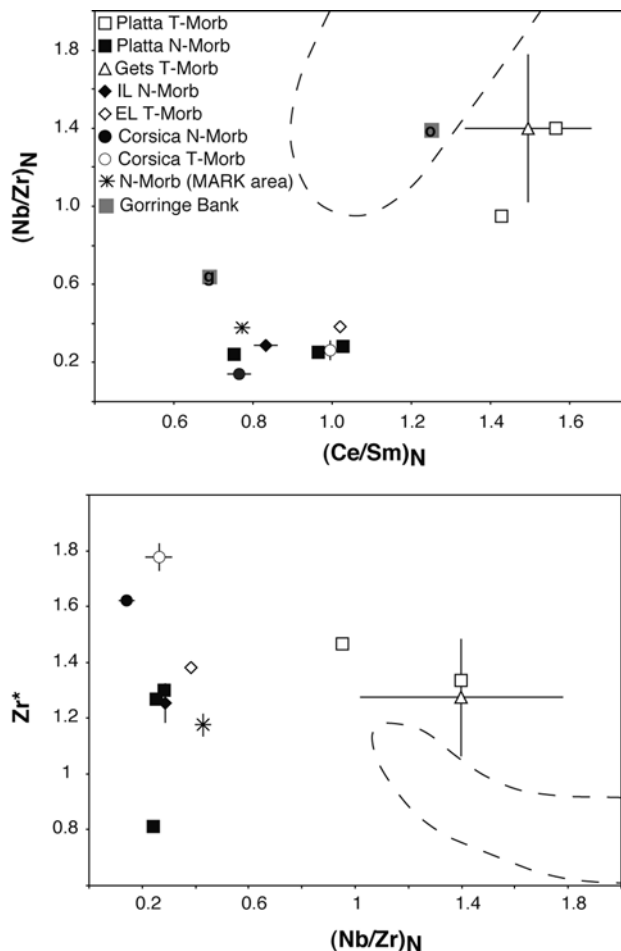 Platta T-Morb
Platta N-Morb
Gets T-Morb
IL N-Morb
EL T-Morb
Corsica N-Morb
Corsica T-Morb
N-Morb (MARK area)
Gorringe Bank
1.8
1.4
1.0
0.6
0.2
(Nb/Zr)N
o
g
0.6 0.8 1.0 1.2 1.4 1.6
(Ce/Sm)N
1.8
1.6
1.4
1.2
1
0.8
Zr*
0.2 0.6 1 1.4 1.8
(Nb/Zr)N